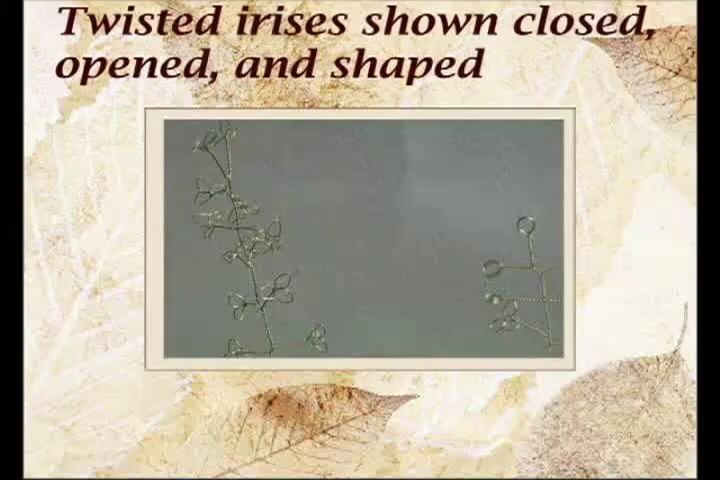 Twisted irises shown closed,
opened, and shaped